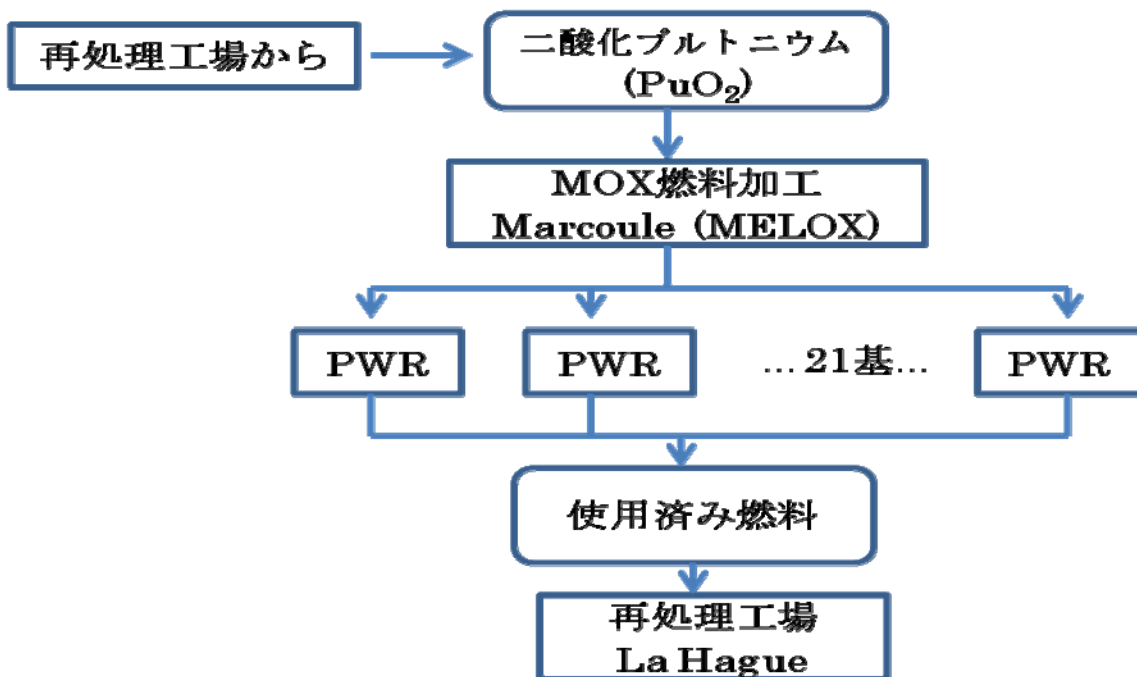 再処理工場から
二酸化プルトニウム
(PuO₂)
MOX燃料加工
Marcoule (MELOX)
PWR
PWR
...21基...
PWR
使用済み燃料
再処理工場
La Hague